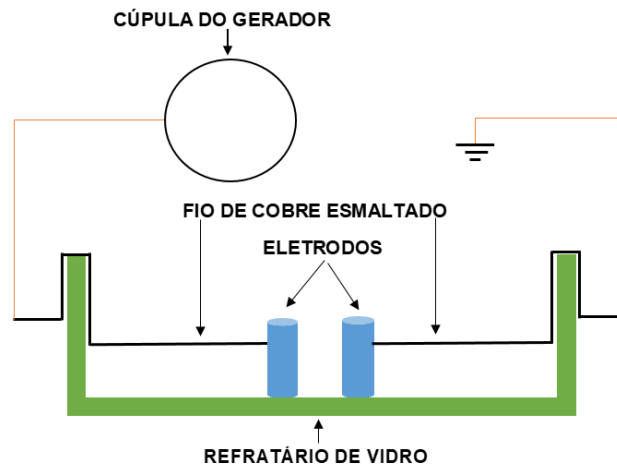 CÚPULA DO GERADOR
FIO DE COBRE ESMALTADO
ELETRODOS
REFRATÁRIO DE VIDRO